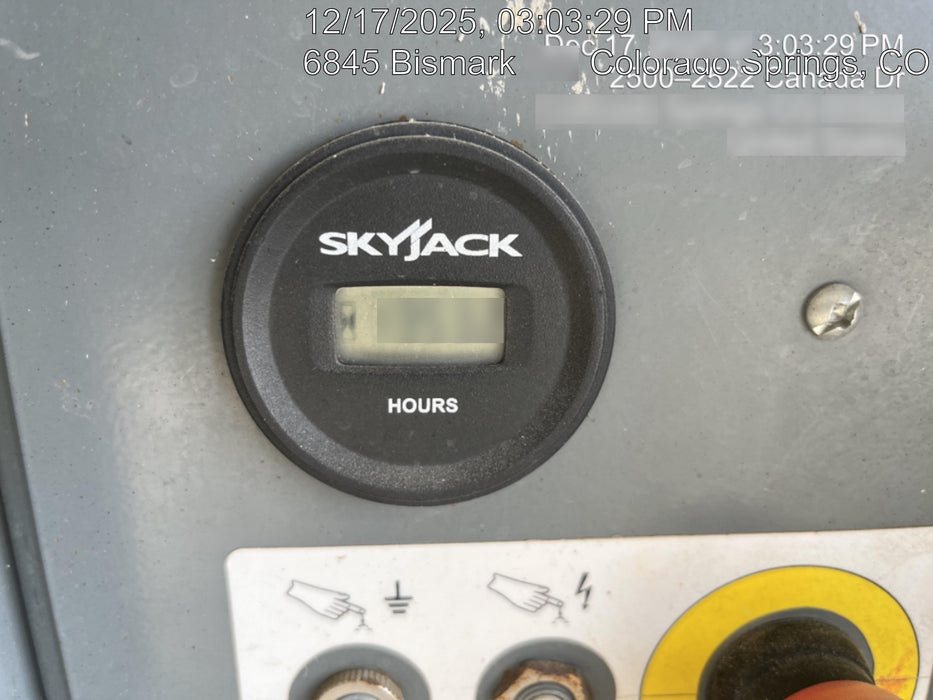 12/17/2025, 03:03:29 PM
6845 Bismark Colorado Springs, CO
Dec 17 3:03:29 PM
2500–2522 Canada Dr
SKYJACK
HOURS